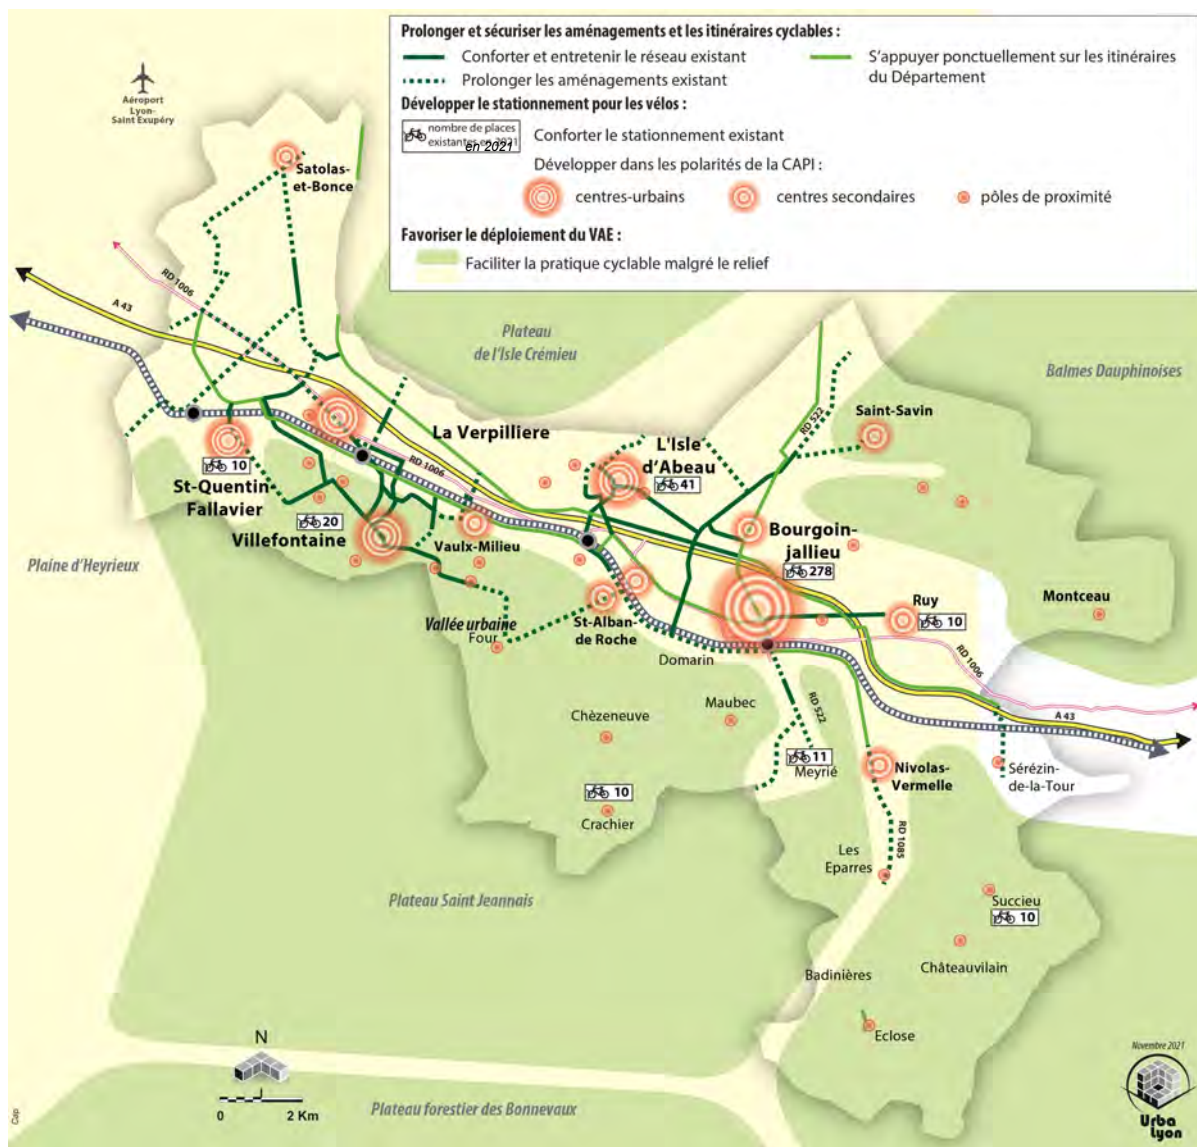 Prolonger et sécuriser les aménagements et les itinéraires cyclables :
Conforter et entretenir le réseau existant
S'appuyer ponctuellement sur les itinéraires
du Département
Prolonger les aménagements existant
Développer le stationnement pour les vélos :
nombre de places
existantes en 2021
en 2021
Conforter le stationnement existant
Développer dans les polarités de la CAPI :
centres-urbains
centres secondaires
pôles de proximité
Favoriser le déploiement du VAE :
Faciliter la pratique cyclable malgré le relief
Aéroport
Lyon-
Saint Exupéry
Satolas-
et-Bonce
RD 1006
A 43
Plateau
de l'Isle Crémieu
Balmes Dauphinoises
RD 522
Saint-Savin
La Verpilliere
RD 1006
L'Isle
d'Abeau
41
10
St-Quentin
Fallavier
20
Villefontaine
Vaulx-Milieu
Bourgoin-
jallieu
278
Plaine d'Heyrieux
Ruy
10
Montceau
Vallée urbaine
Four
St-Alban-
de Roche
Domarin
RD 1006
A 43
Maubec
RD 522
Chèzeneuve
11
Meyrié
Nivolas-
Vermelle
Sérézin-
de-la-Tour
10
Crachier
RD 1085
Les
Eparres
Plateau Saint Jeannais
Succieu
10
Châteauvilain
Badinières
Eclose
N
0 2 Km
Plateau forestier des Bonnevaux
Novembre 2021
Urba
Lyon
Cap